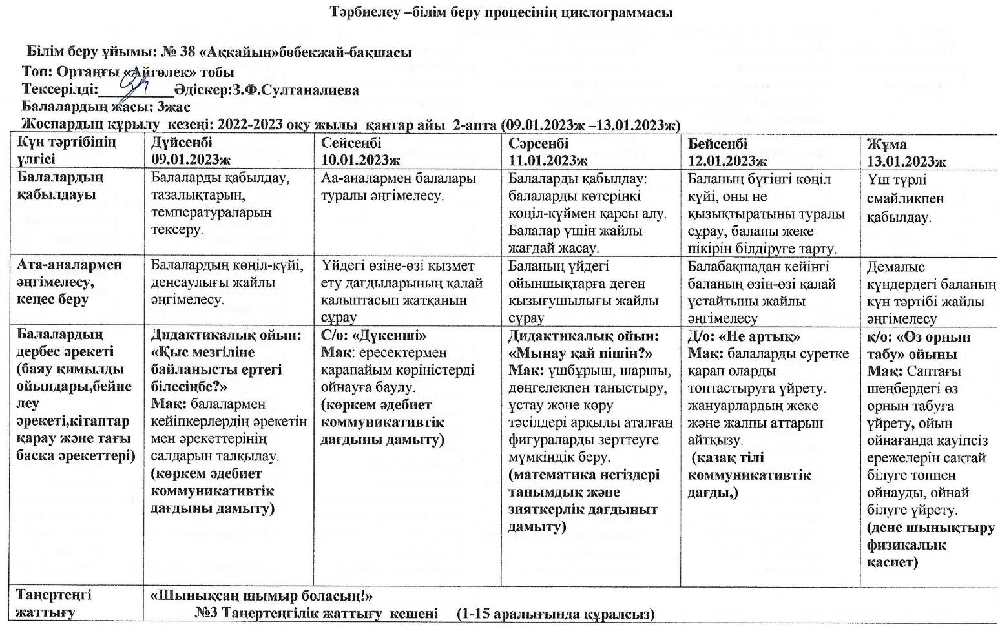 Тәрбиелеу –білім беру процесінің циклограммасы
Білім беру ұйымы: № 38 «Аққайың»бөбекжай-бақшасы
Топ: Ортаңғы «Айгөлек» тобы
Тексерілді:__________Әдіскер:З.Ф.Султаналиева
Балалардың жасы: 3жас
Жоспардың құрылу кезеңі: 2022-2023 оқу жылы қаңтар айы 2-апта (09.01.2023ж –13.01.2023ж)
Күн тәртібінің
үлгісі
Дүйсенбі
09.01.2023ж
Сейсенбі
10.01.2023ж
Сәрсенбі
11.01.2023ж
Бейсенбі
12.01.2023ж
Жұма
13.01.2023ж
Балалардың
қабылдауы
Балаларды қабылдау,
тазалықтарын,
температураларын
тексеру.
Аа-аналармен балалары
туралы әңгімелесу.
Балаларды қабылдау:
балаларды көтеріңкі
көңіл-күймен қарсы алу.
Балалар үшін жайлы
жағдай жасау.
Баланың бүгінгі көңіл
күйі, оны не
қызықтыратыны туралы
сұрау, баланы жеке
пікірін білдіруге тарту.
Үш түрлі
смайликпен
қабылдау.
Ата-аналармен
әңгімелесу,
кеңес беру
Балалардың көңіл-күйі,
денсаулығы жайлы
әңгімелесу.
Үйдегі өзіне-өзі қызмет
ету дағдыларының қалай
қалыптасып жатқанын
сұрау
Баланың үйдегі
ойыншықтарға деген
қызығушылығы жайлы
сұрау
Балабақшадан кейінгі
баланың өзін-өзі қалай
ұстайтыны жайлы
әңгімелесу
Демалыс
күндердегі баланың
күн тәртібі жайлы
әңгімелесу
Балалардың
дербес әрекеті
(баяу қимылды
ойындары,бейне
леу
әрекеті,кітаптар
қарау және тағы
басқа әрекеттері)
Дидактикалық ойын:
«Қыс мезгіліне
байланысты ертегі
білесіңбе?»
Мақ: балалармен
кейіпкерлердің әрекетін
мен әрекеттерінің
салдарын талқылау.
(көркем әдебиет
коммуникативтік
дағдыны дамыту)
С/о: «Дүкенші»
Мақ: ересектермен
қарапайым көріністерді
ойнауға баулу.
(көркем әдебиет
коммуникативтік
дағдыны дамыту)
Дидактикалық ойын:
«Мынау қай пішін?»
Мақ: үшбұрыш, шаршы,
дөңгелекпен таныстыру,
ұстау және көру
тәсілдері арқылы аталған
фигураларды зерттеуге
мүмкіндік беру.
(математика негіздері
танымдық және
зияткерлік дағдыныт
дамыту)
Д/о: «Не артық»
Мақ: балаларды суретке
қарап оларды
топтастыруға үйрету.
жануарлардың жеке
және жалпы аттарын
айтқызу.
(қазақ тілі
коммуникативтік
дағды,)
қ/о: «Өз орнын
табу» ойыны
Мақ: Саптағы
шеңбердегі өз
орнын табуға
үйрету, ойын
ойнағанда қауіпсіз
ережелерін сақтай
білуге топпен
ойнауды, ойнай
білуге үйрету.
(дене шынықтыру
физикалық
қасиет)
Таңертеңгі
жаттығу
«Шынықсаң шымыр боласың!»
№3 Таңертеңгілік жаттығу кешені (1-15 аралығында құралсыз)